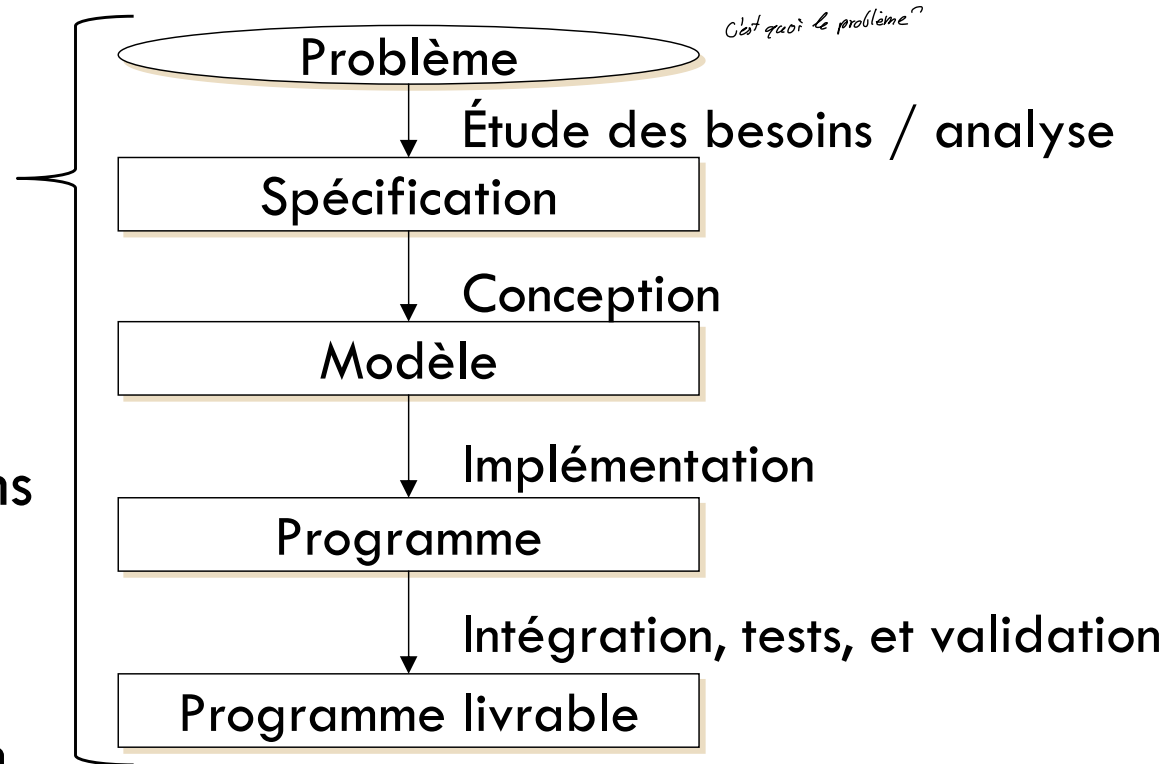 Problème
C'est quoi le problème?
Étude des besoins / analyse
Spécification
Conception
Modèle
Implémentation
ns
Programme
Intégration, tests, et validation
Programme livrable